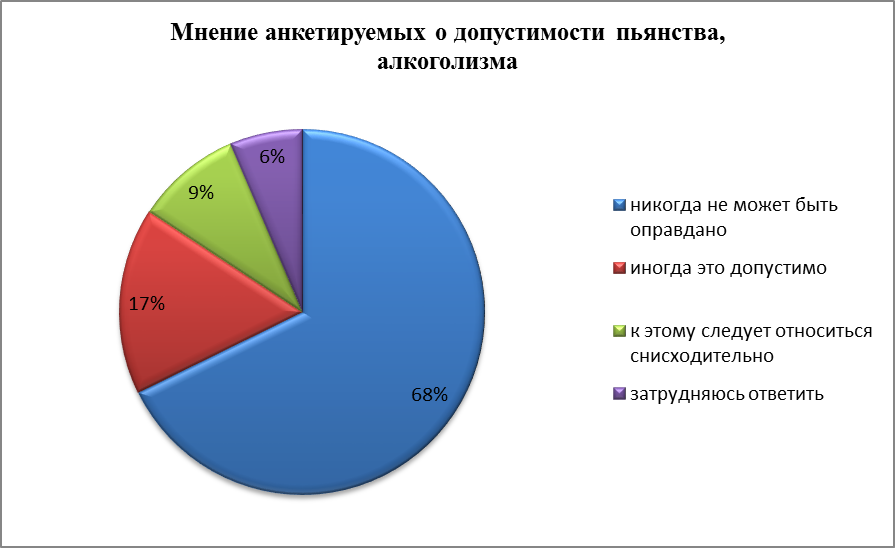 Мнение анкетируемых о допустимости пьянства,
алкоголизма
6%
9%
17%
68%
никогда не может быть
оправдано
иногда это допустимо
к этому следует относиться
снисходительно
затрудняюсь ответить